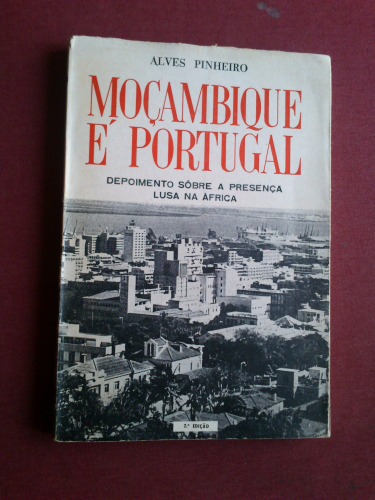 ALVES PINHEIRO
MOÇAMBIQUE
É PORTUGAL
DEPOIMENTO SÔBRE A PRESENÇA
LUSA NA ÁFRICA
2.ª EDIÇÃO